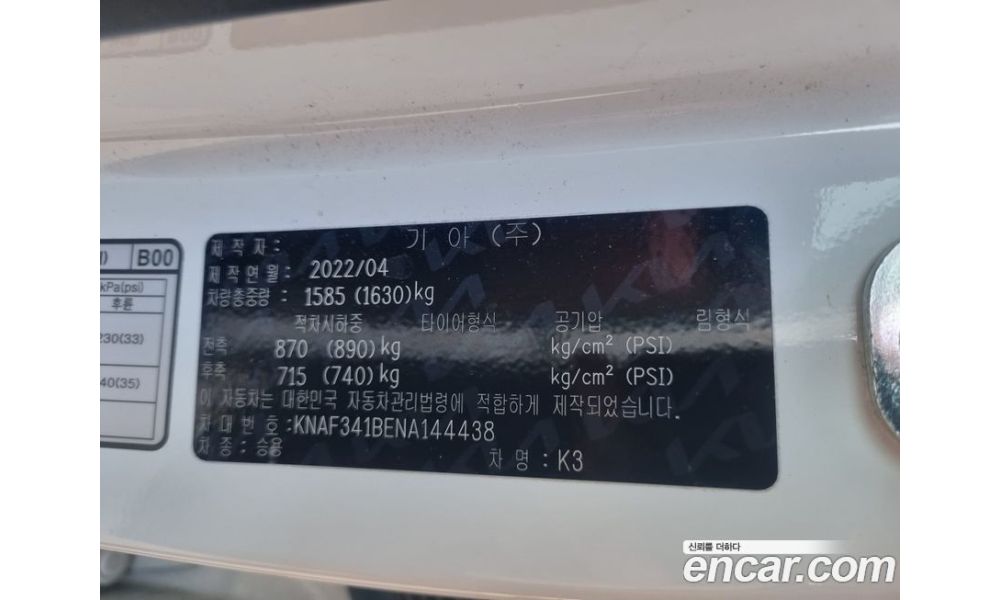 B00
kPa(psi)
후륜
230(33)
40(35)
제 작 자 : 기 아 (주)
제 작 연 월 : 2022/04
차량총중량 : 1585 (1630)kg
적차시하중 타이어형식 공기압 림형식
전축 870 (890)kg kg/cm² (PSI)
후축 715 (740)kg kg/cm² (PSI)
이 자동차는 대한민국 자동차관리법령에 적합하게 제작되었습니다.
차 대 번 호 :KNAF341BENA144438
차 종 : 승용 차 명 : K3
신뢰를 더하다
encar.com